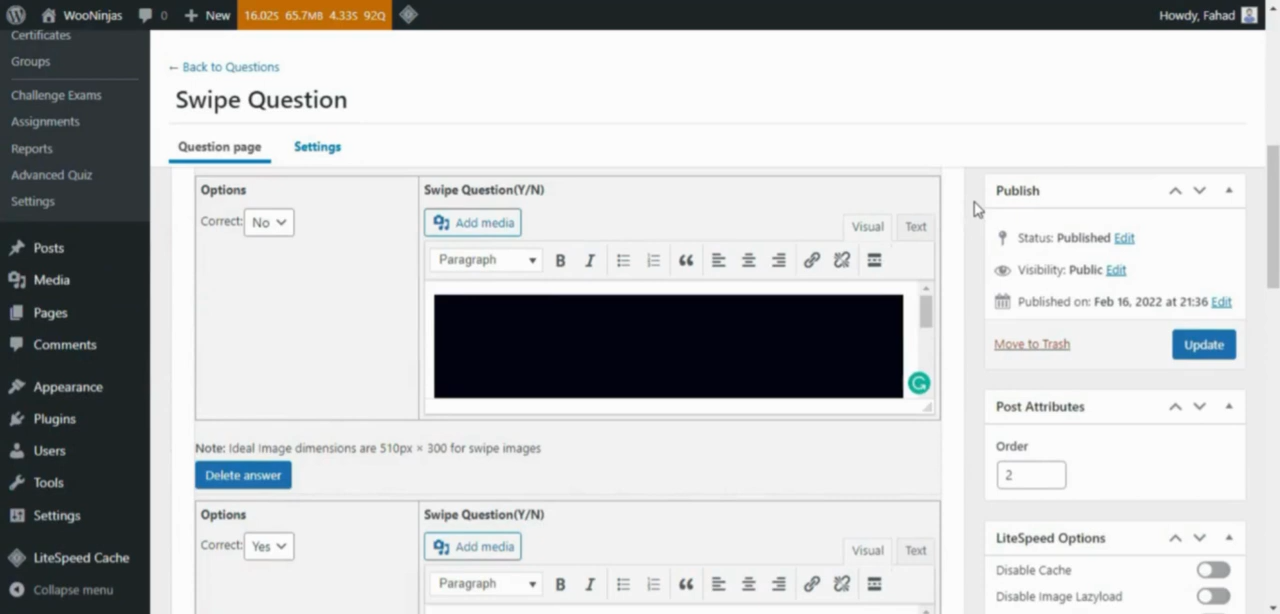 WooNinjas 0 New 16.02S 65.7MB 4.33S 92Q Howdy, Fahad
Certificates
Groups
Challenge Exams
Assignments
Reports
Advanced Quiz
Settings
Posts
Media
Pages
Comments
Appearance
Plugins
Users
Tools
Settings
LiteSpeed Cache
Collapse menu
← Back to Questions
Swipe Question
Question page Settings
Options Swipe Question(Y/N)
Correct: No
Add media
Visual Text
Paragraph B I
Note: Ideal Image dimensions are 510px × 300 for swipe images
Delete answer
Options Swipe Question(Y/N)
Correct: Yes
Add media
Visual Text
Paragraph B I
Publish
Status: Published Edit
Visibility: Public Edit
Published on: Feb 16, 2022 at 21:36 Edit
Move to Trash Update
Post Attributes
Order
2
LiteSpeed Options
Disable Cache
Disable Image Lazyload